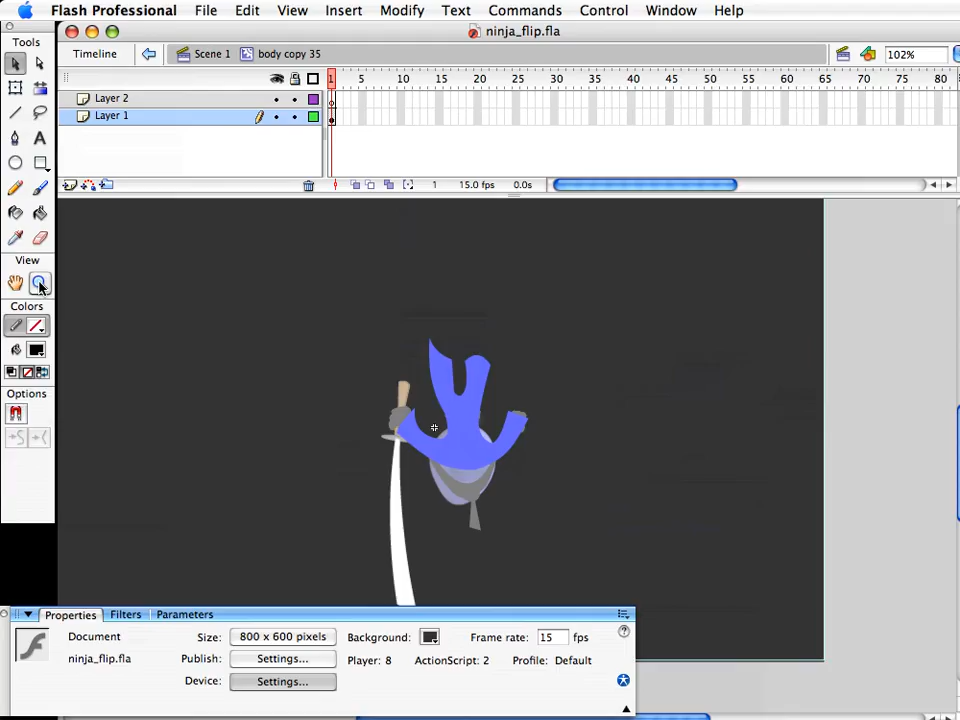 Flash Professional File Edit View Insert Modify Text Commands Control Window Help
Tools
ninja_flip.fla
Timeline Scene 1 body copy 35 102%
1 5 10 15 20 25 30 35 40 45 50 55 60 65 70 75 80
Layer 2
Layer 1
1 15.0 fps 0.0s
View
Colors
Options
Properties Filters Parameters
Document Size: 800 x 600 pixels Background: Frame rate: 15 fps
ninja_flip.fla Publish: Settings... Player: 8 ActionScript: 2 Profile: Default
Device: Settings...